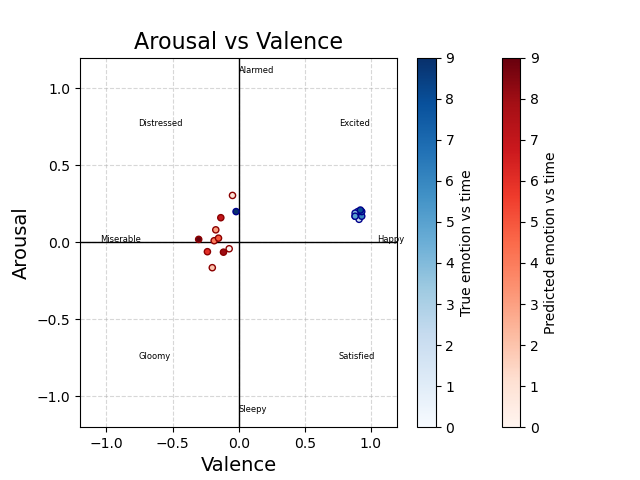 Arousal vs Valence
Alarmed
Distressed
Excited
Miserable
Happy
Gloomy
Satisfied
Sleepy
1.0
0.5
0.0
−0.5
−1.0
Arousal
−1.0
−0.5
0.0
0.5
1.0
Valence
9
8
7
6
5
4
3
2
1
0
True emotion vs time
9
8
7
6
5
4
3
2
1
0
Predicted emotion vs time